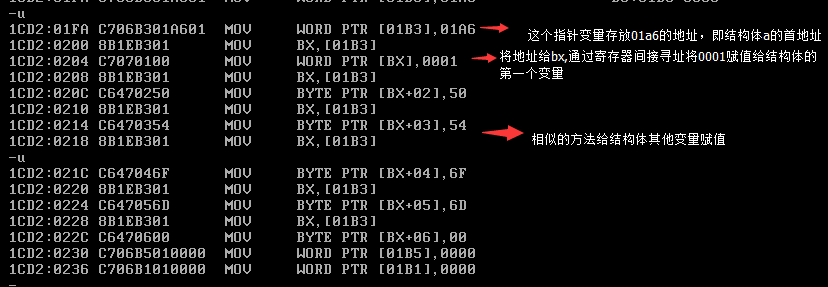 -u
1CD2:01FA C706B301A601 MOV WORD PTR [01B3],01A6
这个指针变量存放01a6的地址，即结构体a的首地址
1CD2:0200 8B1EB301 MOV BX,[01B3]
1CD2:0204 C7070100 MOV WORD PTR [BX],0001
将地址给bx,通过寄存器间接寻址将0001赋值给结构体的
第一个变量
1CD2:0208 8B1EB301 MOV BX,[01B3]
1CD2:020C C6470250 MOV BYTE PTR [BX+02],50
1CD2:0210 8B1EB301 MOV BX,[01B3]
1CD2:0214 C6470354 MOV BYTE PTR [BX+03],54
1CD2:0218 8B1EB301 MOV BX,[01B3]
相似的方法给结构体其他变量赋值
-u
1CD2:021C C647046F MOV BYTE PTR [BX+04],6F
1CD2:0220 8B1EB301 MOV BX,[01B3]
1CD2:0224 C647056D MOV BYTE PTR [BX+05],6D
1CD2:0228 8B1EB301 MOV BX,[01B3]
1CD2:022C C6470600 MOV BYTE PTR [BX+06],00
1CD2:0230 C706B5010000 MOV WORD PTR [01B5],0000
1CD2:0236 C706B1010000 MOV WORD PTR [01B1],0000